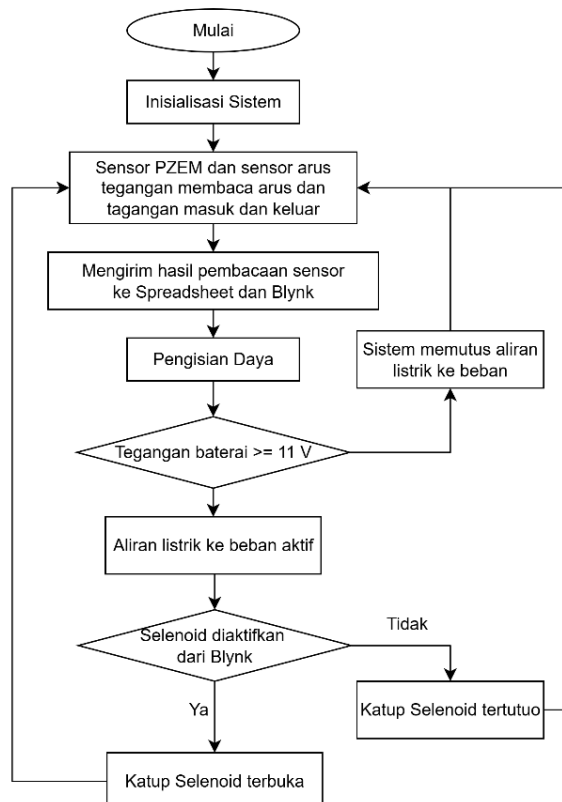 Mulai
Inisialisasi Sistem
Sensor PZEM dan sensor arus
tegangan membaca arus dan
tagangan masuk dan keluar
Mengirim hasil pembacaan sensor
ke Spreadsheet dan Blynk
Pengisian Daya
Sistem memutus aliran
listrik ke beban
Tegangan baterai >= 11 V
Aliran listrik ke beban aktif
Selenoid diaktifkan
dari Blynk
Tidak
Ya
Katup Selenoid tertutuo
Katup Selenoid terbuka